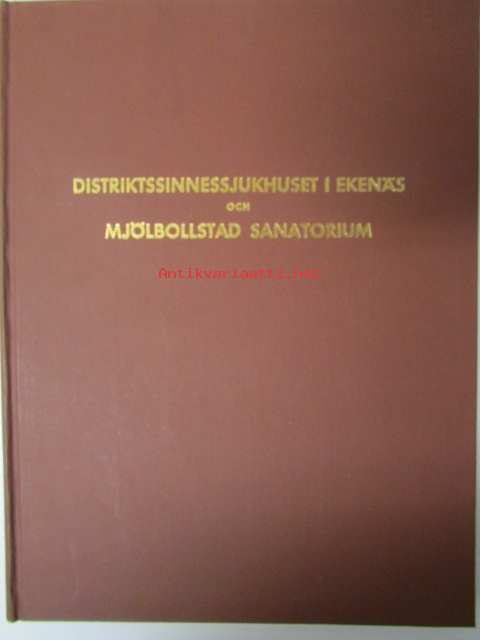 DISTRIKTSSINNESSJUKHUSET I EKENÄS
OCH
MJÖLBOLLSTAD SANATORIUM
Antikvariaatti.net